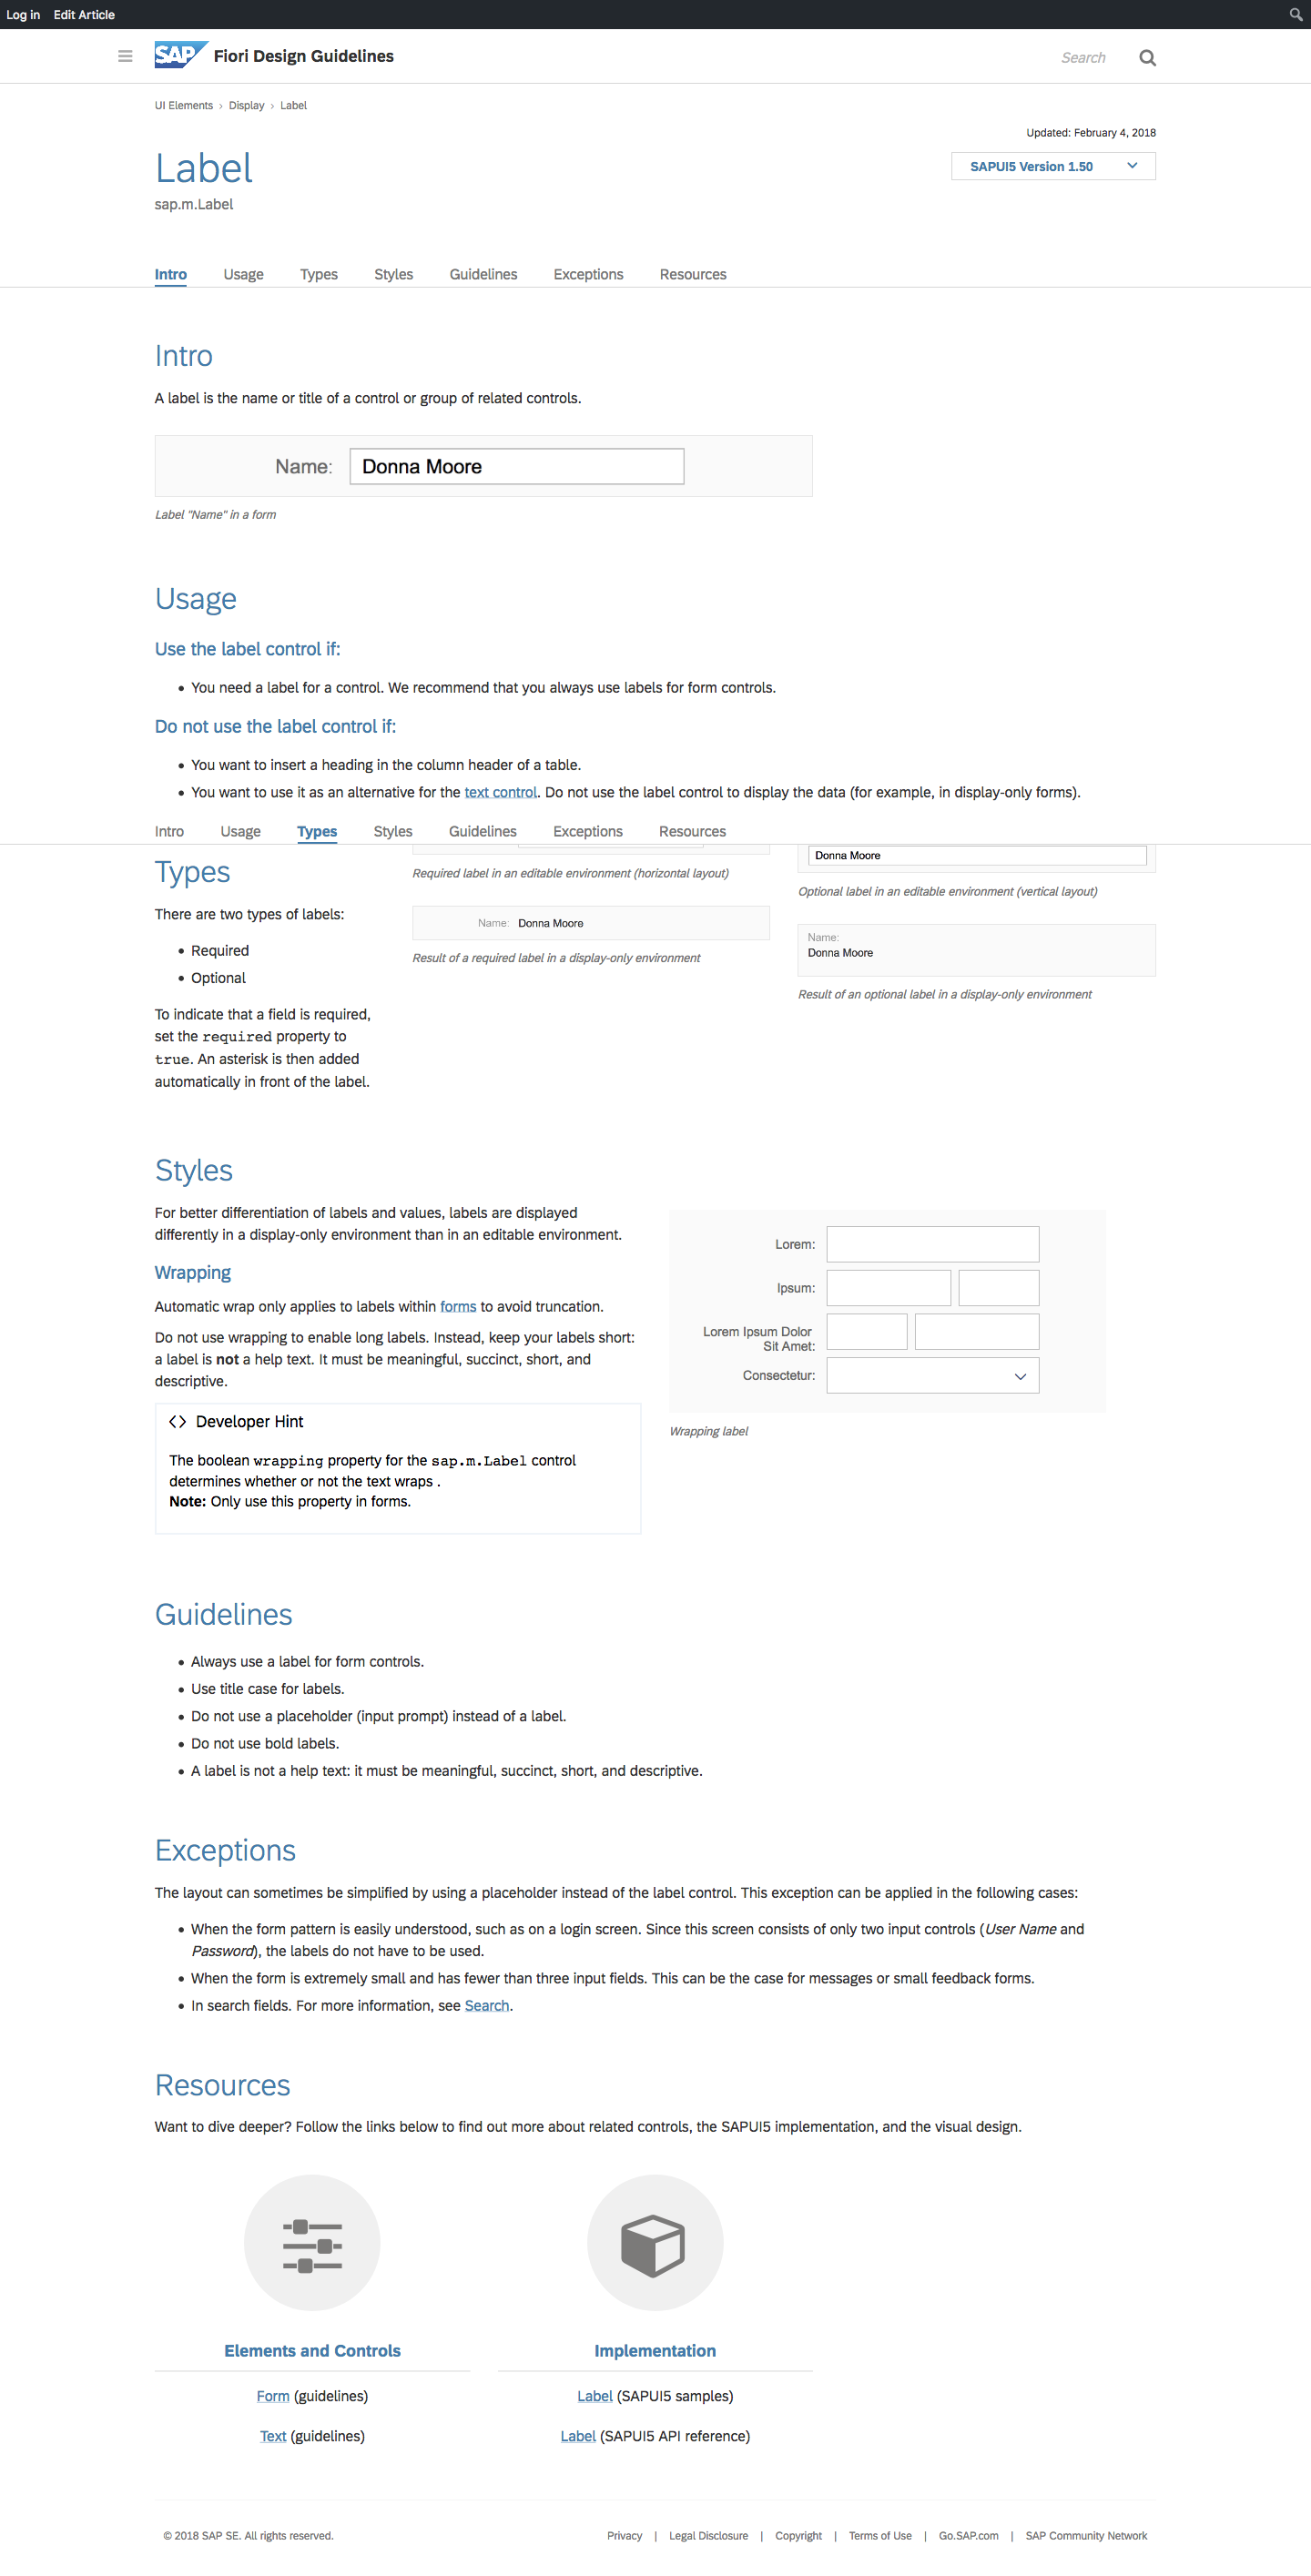 Log in Edit Article
SAP Fiori Design Guidelines
Search
UI Elements › Display › Label
Updated: February 4, 2018
Label
SAPUI5 Version 1.50
sap.m.Label
Intro Usage Types Styles Guidelines Exceptions Resources
Intro
A label is the name or title of a control or group of related controls.
Name: Donna Moore
Label "Name" in a form
Usage
Use the label control if:
• You need a label for a control. We recommend that you always use labels for form controls.
Do not use the label control if:
• You want to insert a heading in the column header of a table.
• You want to use it as an alternative for the text control. Do not use the label control to display the data (for example, in display-only forms).
Intro Usage Types Styles Guidelines Exceptions Resources
Types
There are two types of labels:
• Required
• Optional
To indicate that a field is required,
set the required property to
true. An asterisk is then added
automatically in front of the label.
Required label in an editable environment (horizontal layout)
Name: Donna Moore
Result of a required label in a display-only environment
Donna Moore
Optional label in an editable environment (vertical layout)
Name:
Donna Moore
Result of an optional label in a display-only environment
Styles
For better differentiation of labels and values, labels are displayed
differently in a display-only environment than in an editable environment.
Wrapping
Automatic wrap only applies to labels within forms to avoid truncation.
Do not use wrapping to enable long labels. Instead, keep your labels short:
a label is not a help text. It must be meaningful, succinct, short, and
descriptive.
<> Developer Hint
The boolean wrapping property for the sap.m.Label control
determines whether or not the text wraps .
Note: Only use this property in forms.
Lorem:
Ipsum:
Lorem Ipsum Dolor
Sit Amet:
Consectetur:
Wrapping label
Guidelines
• Always use a label for form controls.
• Use title case for labels.
• Do not use a placeholder (input prompt) instead of a label.
• Do not use bold labels.
• A label is not a help text: it must be meaningful, succinct, short, and descriptive.
Exceptions
The layout can sometimes be simplified by using a placeholder instead of the label control. This exception can be applied in the following cases:
• When the form pattern is easily understood, such as on a login screen. Since this screen consists of only two input controls (User Name and
Password), the labels do not have to be used.
• When the form is extremely small and has fewer than three input fields. This can be the case for messages or small feedback forms.
• In search fields. For more information, see Search.
Resources
Want to dive deeper? Follow the links below to find out more about related controls, the SAPUI5 implementation, and the visual design.
Elements and Controls
Form (guidelines)
Text (guidelines)
Implementation
Label (SAPUI5 samples)
Label (SAPUI5 API reference)
© 2018 SAP SE. All rights reserved.
Privacy | Legal Disclosure | Copyright | Terms of Use | Go.SAP.com | SAP Community Network